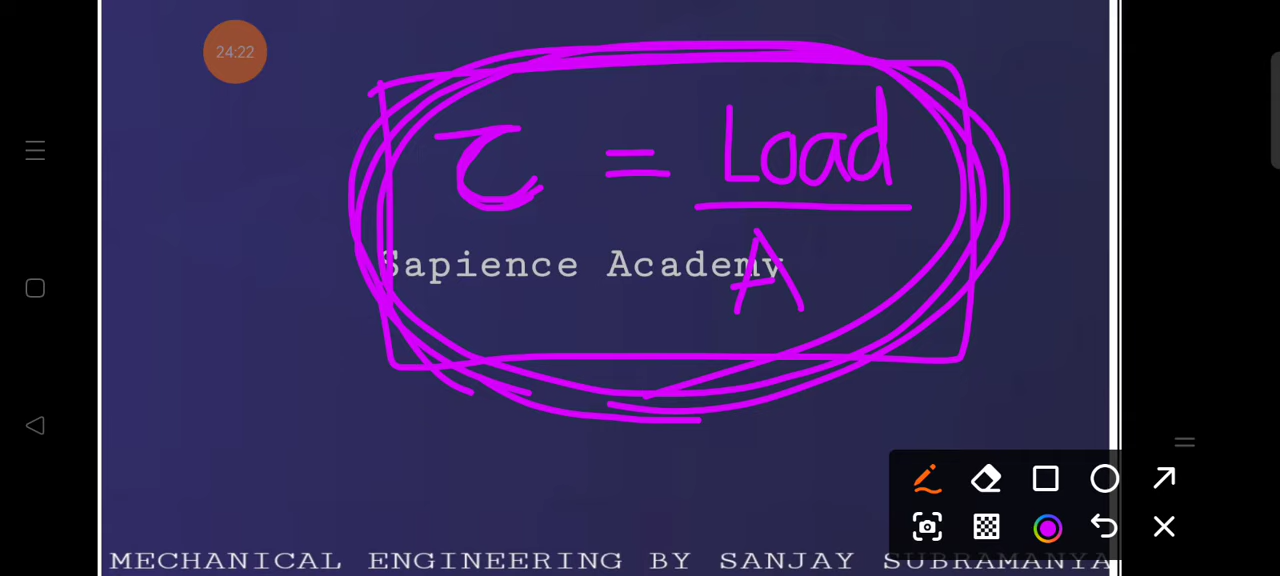 24:22
τ = Load
A
Sapience Academy
MECHANICAL ENGINEERING BY SANJAY SUBRAMANYA